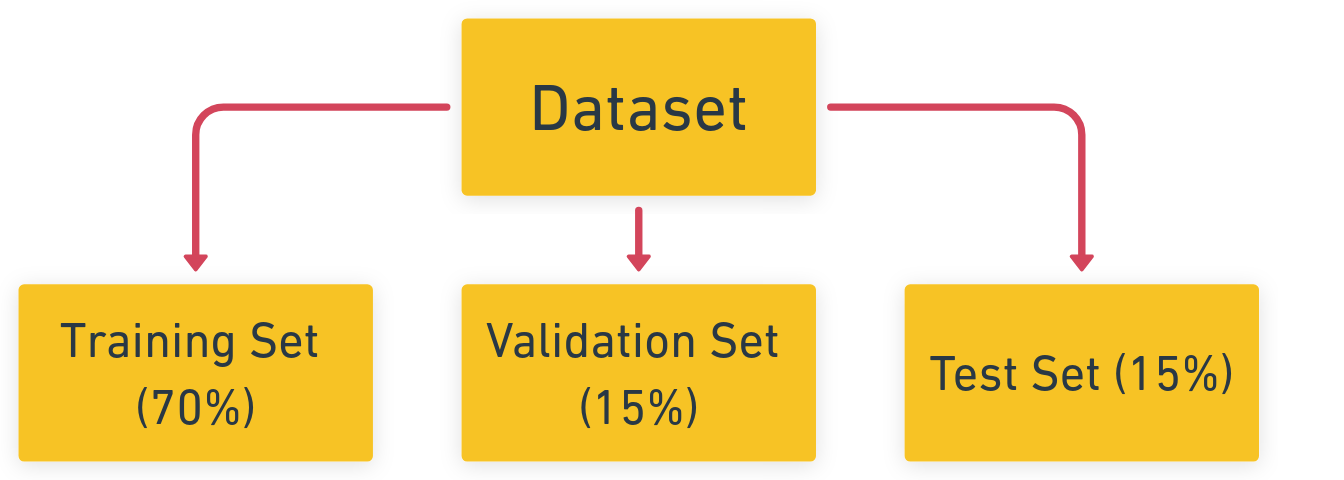 Dataset
Training Set
(70%)
Validation Set
(15%)
Test Set (15%)